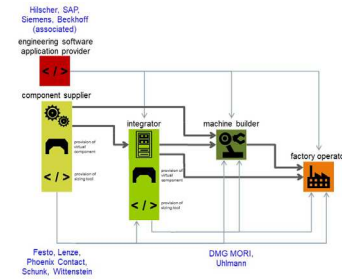 Hilscher, SAP,
Siemens, Beckhoff
(associated)
engineering software
application provider
</>
component supplier
provision of
virtual
component
</>
provision of
sizing tool
integrator
provision of
virtual
component
</>
provision of
sizing tool
machine builder
factory operator
Festo, Lenze,
Phoenix Contact,
Schunk, Wittenstein
DMG MORI,
Uhlmann